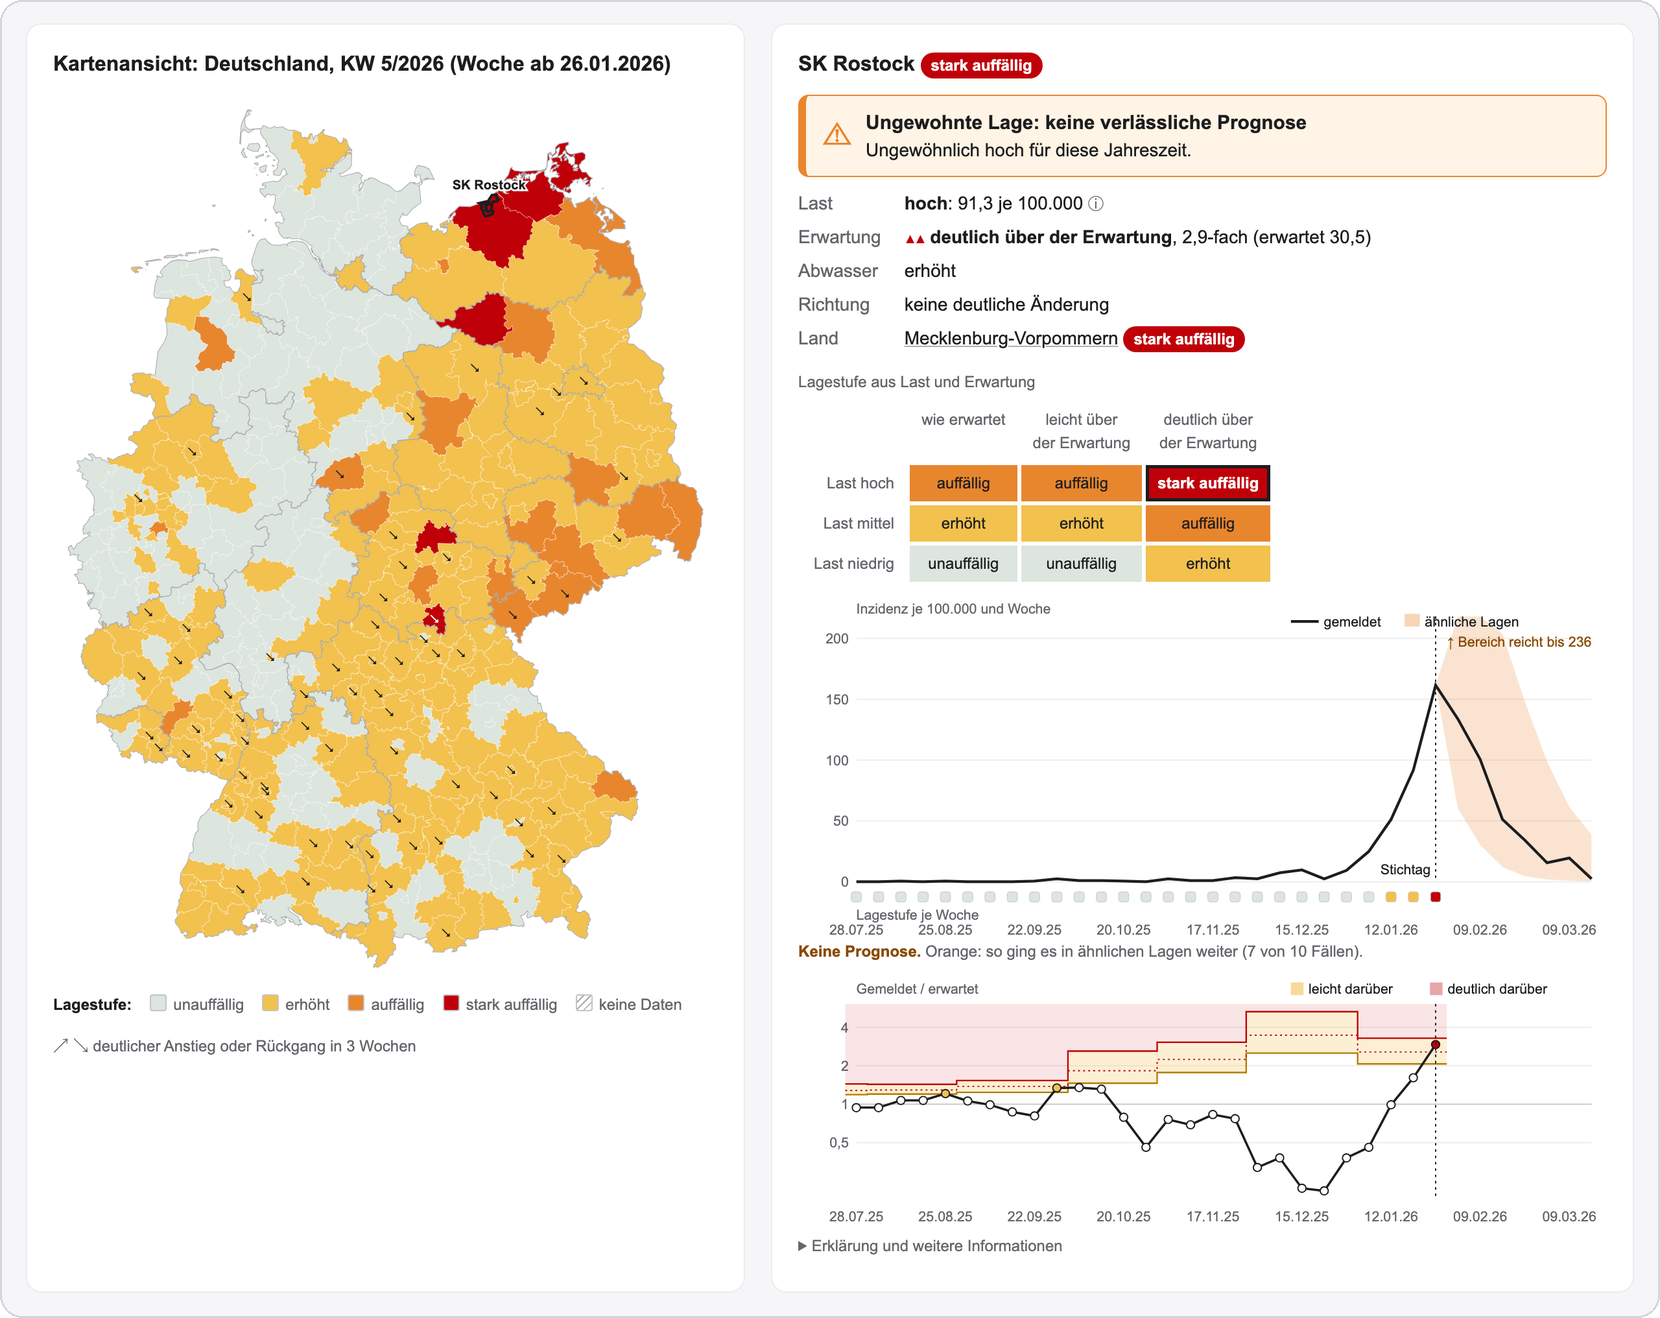 Kartenansicht: Deutschland, KW 5/2026 (Woche ab 26.01.2026)
SK Rostock
Lagestufe: unauffällig erhöht auffällig stark auffällig keine Daten
↗ ↘ deutlicher Anstieg oder Rückgang in 3 Wochen
SK Rostock stark auffällig
Ungewohnte Lage: keine verlässliche Prognose
Ungewöhnlich hoch für diese Jahreszeit.
Last hoch: 91,3 je 100.000 ⓘ
Erwartung ▲▲ deutlich über der Erwartung, 2,9-fach (erwartet 30,5)
Abwasser erhöht
Richtung keine deutliche Änderung
Land Mecklenburg-Vorpommern stark auffällig
Lagestufe aus Last und Erwartung
wie erwartet leicht über deutlich über
der Erwartung der Erwartung
Last hoch auffällig auffällig stark auffällig
Last mittel erhöht erhöht auffällig
Last niedrig unauffällig unauffällig erhöht
Inzidenz je 100.000 und Woche
gemeldet ähnliche Lagen
↑ Bereich reicht bis 236
200
150
100
50
0
Stichtag
Lagestufe je Woche
28.07.25 25.08.25 22.09.25 20.10.25 17.11.25 15.12.25 12.01.26 09.02.26 09.03.26
Keine Prognose. Orange: so ging es in ähnlichen Lagen weiter (7 von 10 Fällen).
Gemeldet / erwartet leicht darüber deutlich darüber
4
2
1
0,5
28.07.25 25.08.25 22.09.25 20.10.25 17.11.25 15.12.25 12.01.26 09.02.26 09.03.26
▶ Erklärung und weitere Informationen